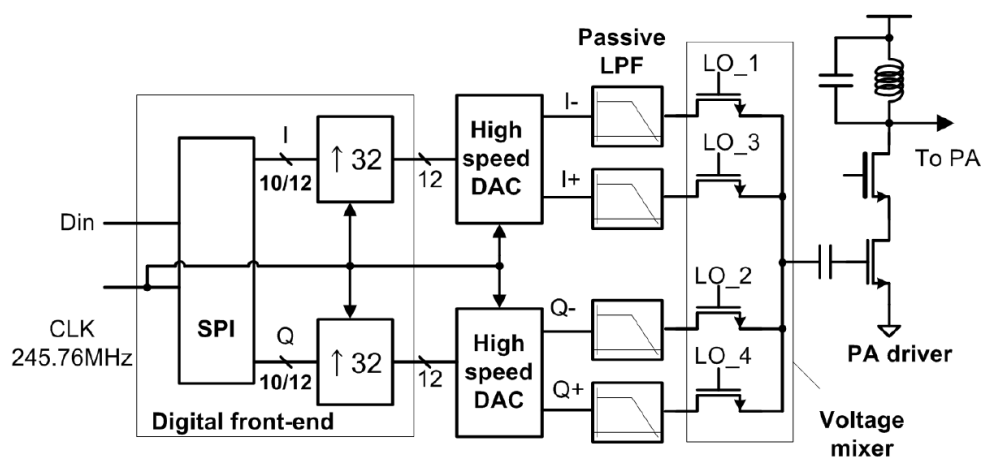 Passive
LPF
LO_1
I-
High
speed
DAC
I
↑ 32
10/12
12
LO_3
I+
To PA
Din
CLK
245.76MHz
SPI
LO_2
Q-
Q
↑ 32
10/12
12
High
speed
DAC
LO_4
Q+
PA driver
Digital front-end
Voltage
mixer